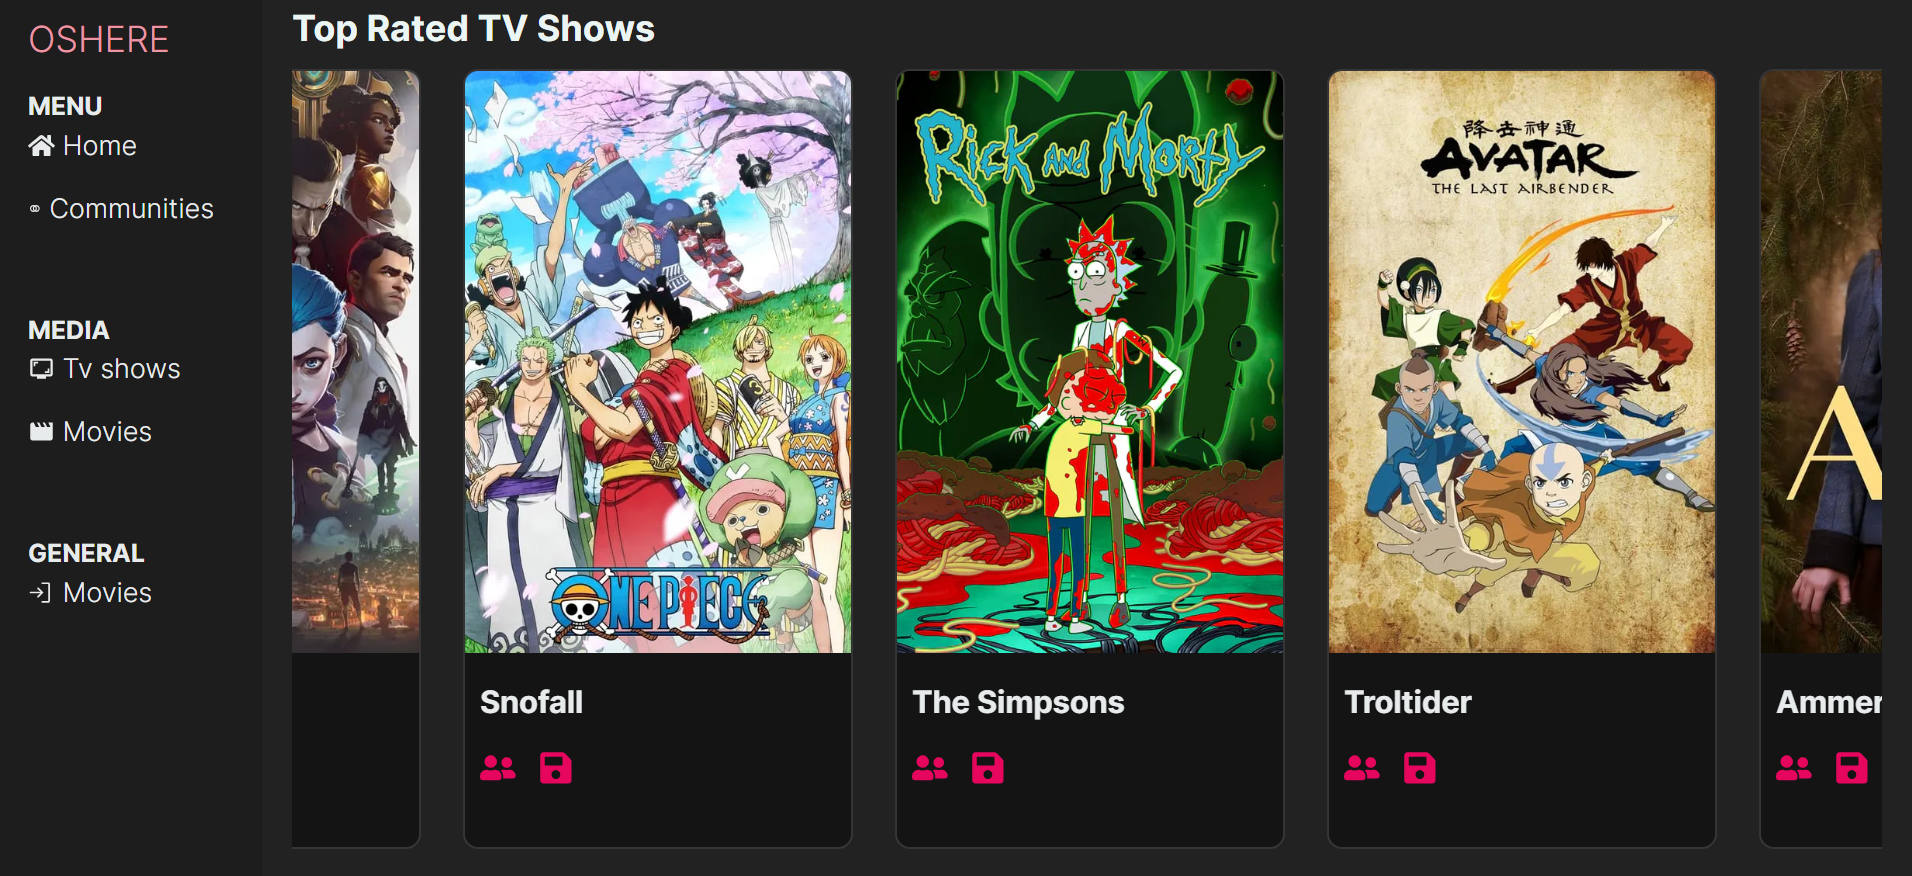 OSHERE
MENU
Home
Communities
MEDIA
Tv shows
Movies
GENERAL
Movies
Top Rated TV Shows
ONE PIECE
Snofall
RICK AND MORTY
The Simpsons
降去神通
AVATAR
THE LAST AIRBENDER
Troltider
A
Ammer